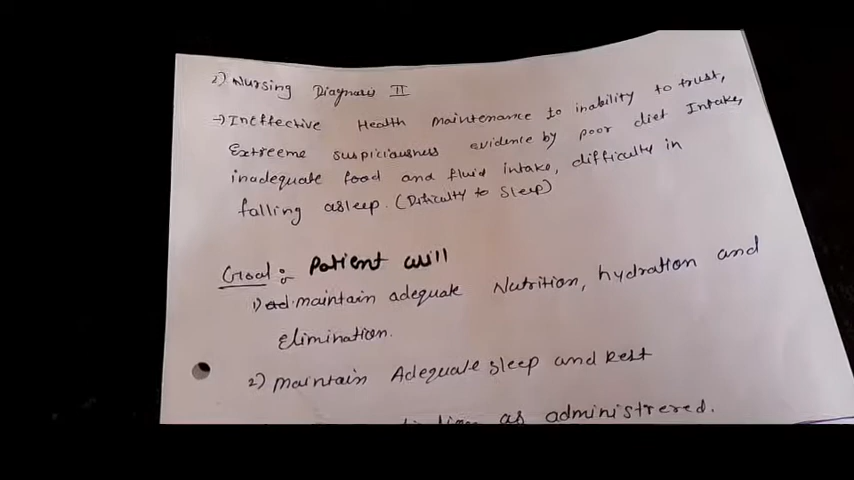 2) Nursing Diagnosis II
→ Ineffective Health maintenance to inability to trust,
Extreeme suspiciousness evidence by poor diet Intake,
inadequate food and fluid intake, difficulty in
falling asleep. (Dificulty to Sleep)
Goal: Patient will
1) maintain adequate Nutrition, hydration and
elimination.
2) maintain Adequate sleep and Rest
as administrered.